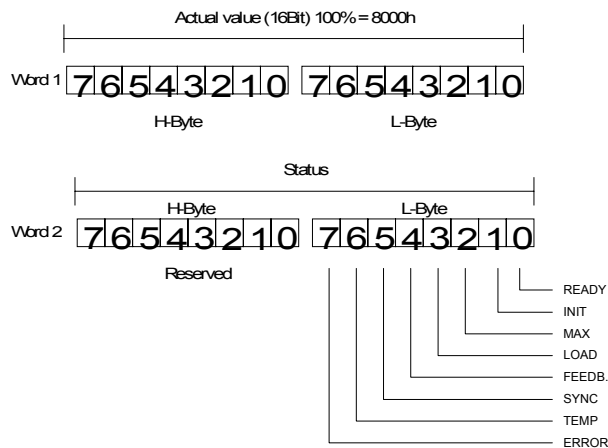 Actual value (16Bit) 100% = 8000h
Word 1 7 6 5 4 3 2 1 0 7 6 5 4 3 2 1 0
H-Byte L-Byte
Status
H-Byte L-Byte
Word 2 7 6 5 4 3 2 1 0 7 6 5 4 3 2 1 0
Reserved
READY
INIT
MAX
LOAD
FEEDB.
SYNC
TEMP
ERROR